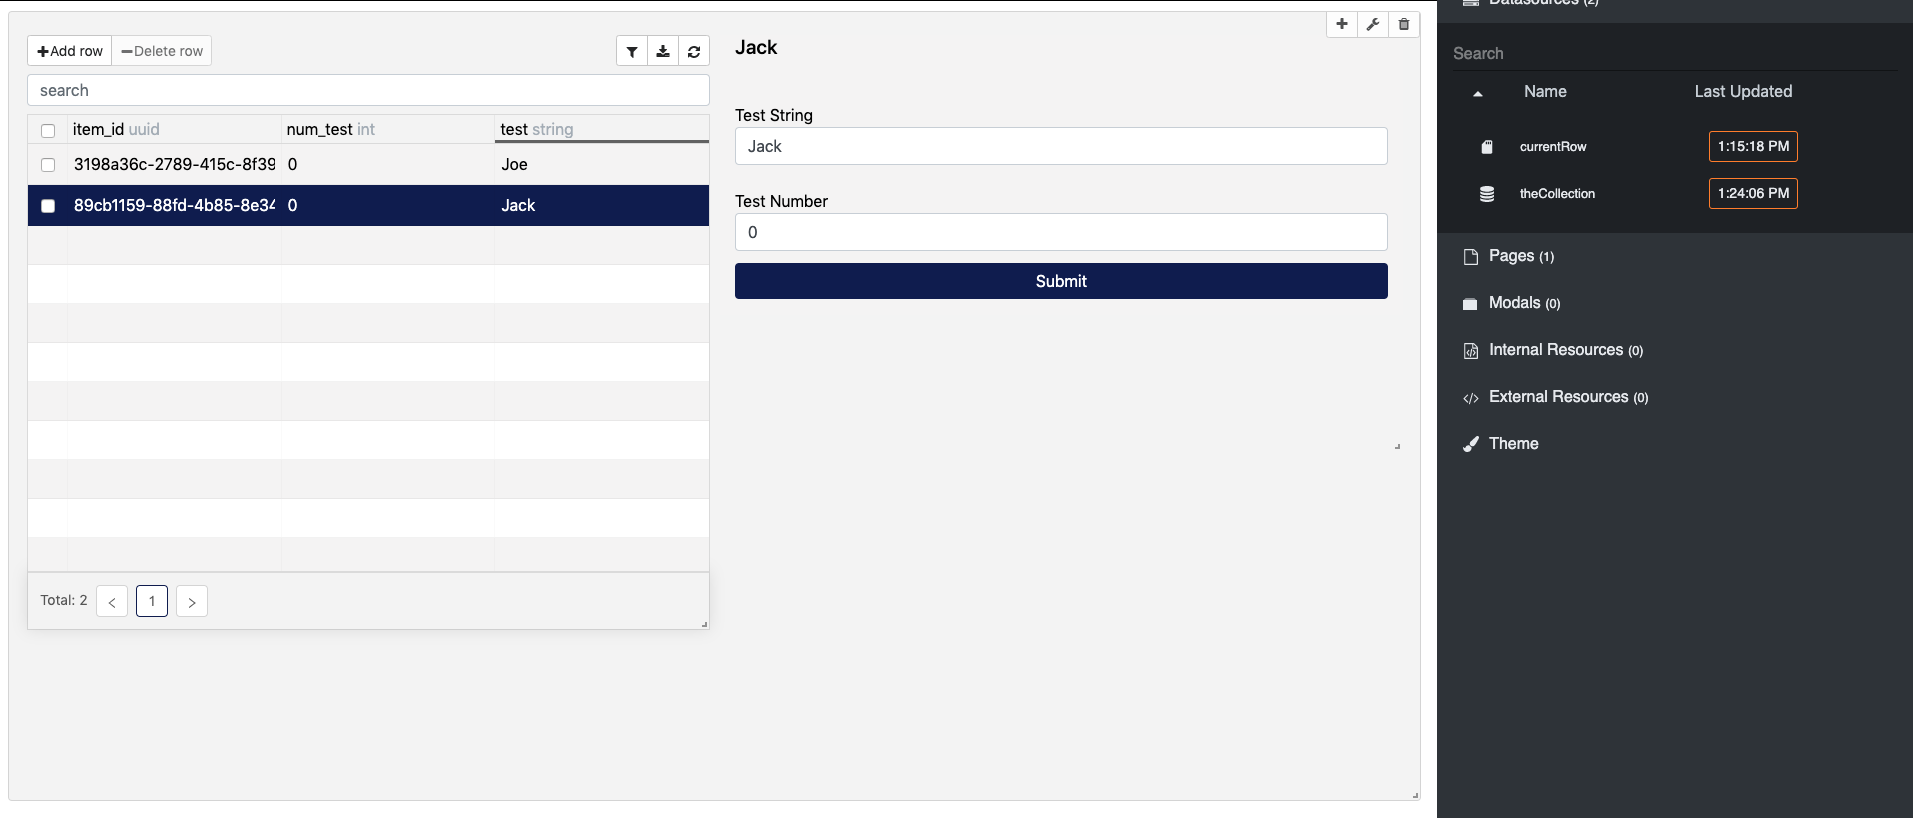 Add row
Delete row
search
item_id uuid
num_test int
test string
3198a36c-2789-415c-8f39
0
Joe
89cb1159-88fd-4b85-8e34
0
Jack
Total: 2
<
1
>
Jack
Test String
Jack
Test Number
0
Submit
Datasources (2)
Search
Name
Last Updated
currentRow
1:15:18 PM
theCollection
1:24:06 PM
Pages (1)
Modals (0)
Internal Resources (0)
External Resources (0)
Theme